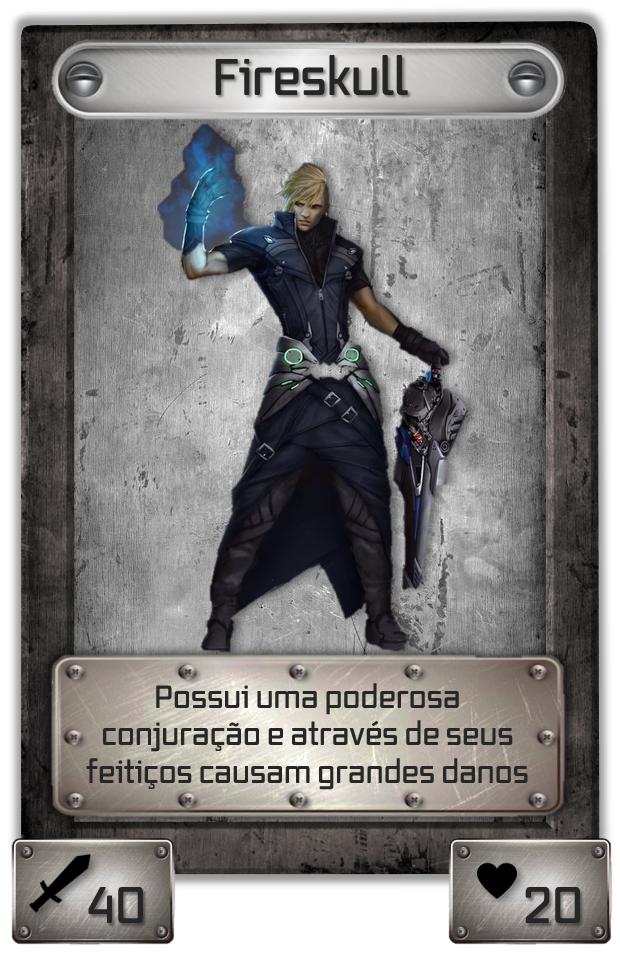 Fireskull
Possui uma poderosa
conjuração e através de seus
feitiços causam grandes danos
40
20